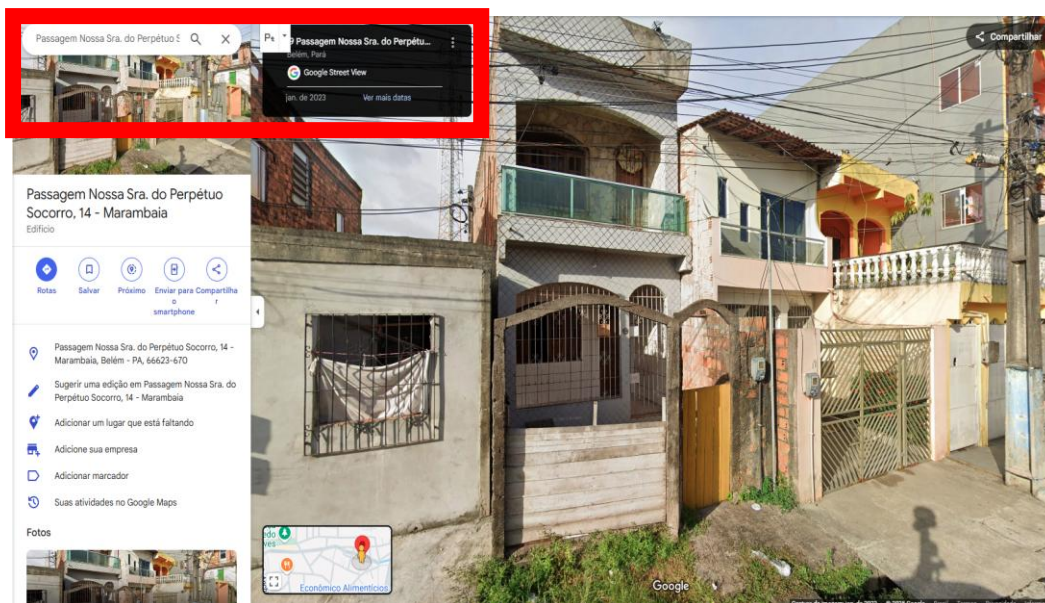 Passagem Nossa Sra. do Perpétuo S
Pt
9 Passagem Nossa Sra. do Perpétu...
Belém, Pará
Google Street View
jan. de 2023 Ver mais datas
Compartilhar
Passagem Nossa Sra. do Perpétuo
Socorro, 14 - Marambaia
Edifício
Rotas
Salvar
Próximo
Enviar para
o
smartphone
Compartilha
r
Passagem Nossa Sra. do Perpétuo Socorro, 14 -
Marambaia, Belém - PA, 66623-670
Sugerir uma edição em Passagem Nossa Sra. do
Perpétuo Socorro, 14 - Marambaia
Adicionar um lugar que está faltando
Adicione sua empresa
Adicionar marcador
Suas atividades no Google Maps
Fotos
Econômico Alimentícios
Google